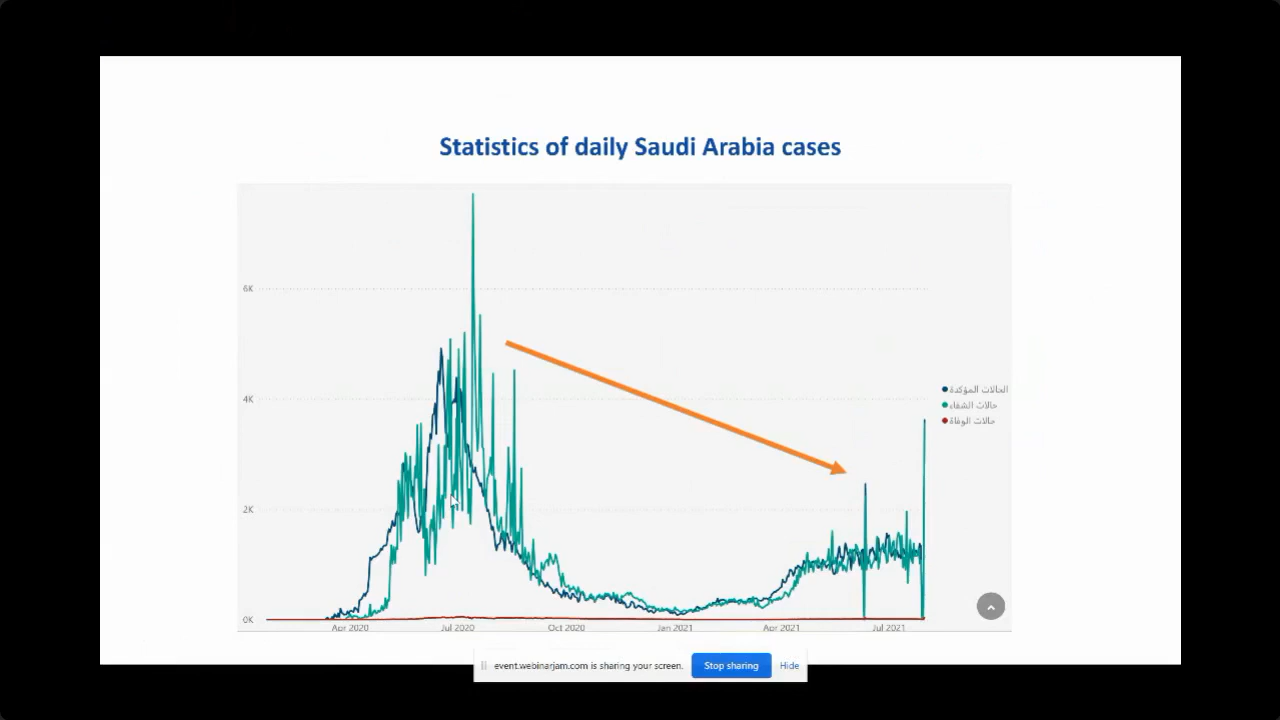 Statistics of daily Saudi Arabia cases
6K
4K
2K
0K
Apr 2020 Jul 2020 Oct 2020 Jan 2021 Apr 2021 Jul 2021
الحالات المؤكدة
حالات الشفاء
حالات الوفاة
event.webinarjam.com is sharing your screen. Stop sharing Hide